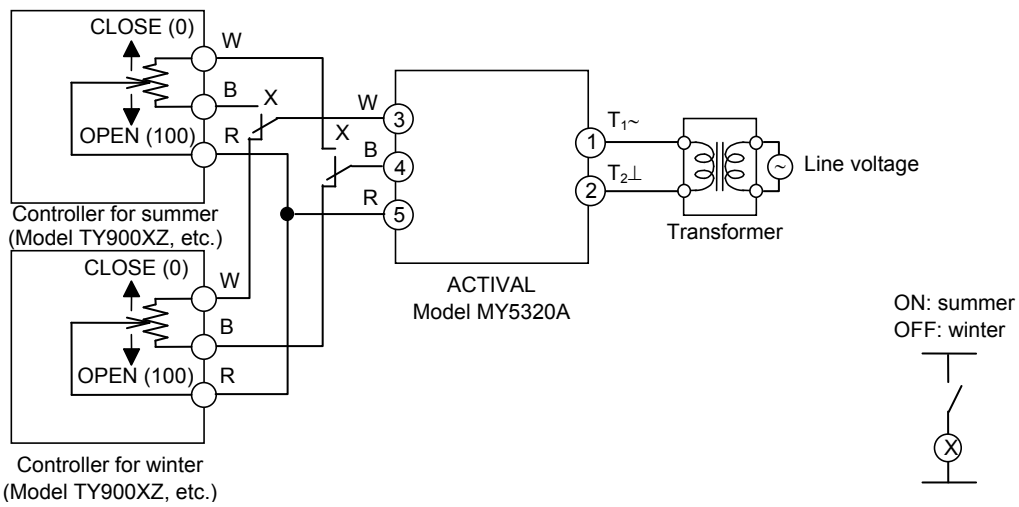 CLOSE (0)
W
B
X
OPEN (100)
R
Controller for summer
(Model TY900XZ, etc.)
CLOSE (0)
W
B
OPEN (100)
R
Controller for winter
(Model TY900XZ, etc.)
X
W
3
B
4
R
5
ACTIVAL
Model MY5320A
1
2
T₁~
T₂⊥
~
Line voltage
Transformer
ON: summer
OFF: winter
X